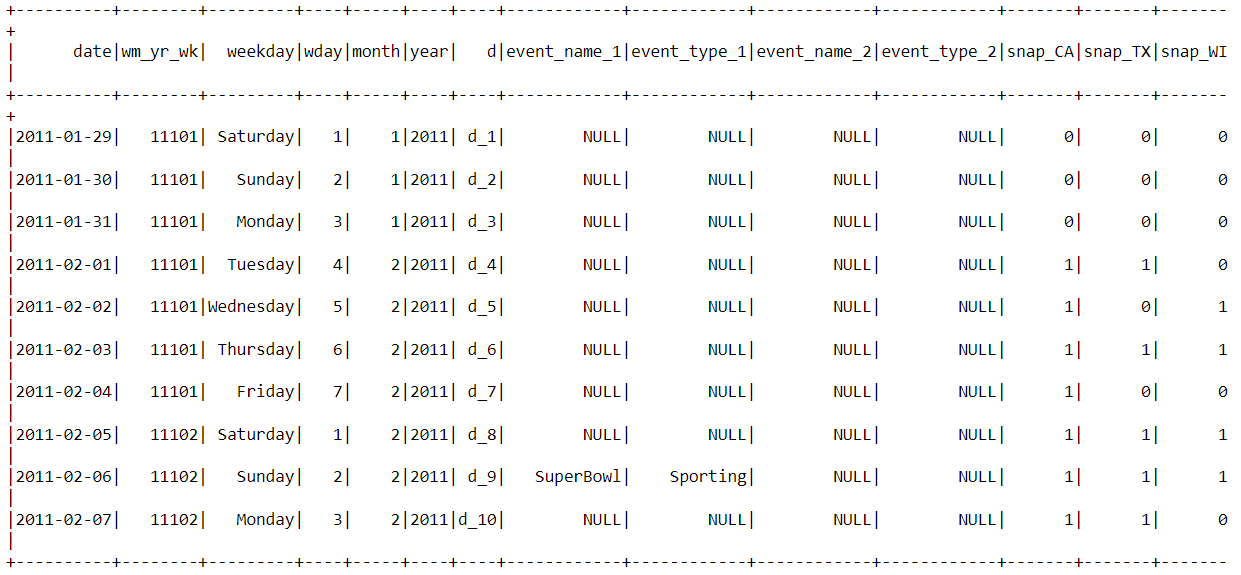 +----------+--------+---------+----+-----+----+----+------------+------------+------------+------------+-------+-------+-------
+
|      date|wm_yr_wk|  weekday|wday|month|year|   d|event_name_1|event_type_1|event_name_2|event_type_2|snap_CA|snap_TX|snap_WI
|
+----------+--------+---------+----+-----+----+----+------------+------------+------------+------------+-------+-------+-------
+
|2011-01-29|   11101| Saturday|   1|    1|2011| d_1|        NULL|        NULL|        NULL|        NULL|      0|      0|      0
|
|2011-01-30|   11101|   Sunday|   2|    1|2011| d_2|        NULL|        NULL|        NULL|        NULL|      0|      0|      0
|
|2011-01-31|   11101|   Monday|   3|    1|2011| d_3|        NULL|        NULL|        NULL|        NULL|      0|      0|      0
|
|2011-02-01|   11101|  Tuesday|   4|    2|2011| d_4|        NULL|        NULL|        NULL|        NULL|      1|      1|      0
|
|2011-02-02|   11101|Wednesday|   5|    2|2011| d_5|        NULL|        NULL|        NULL|        NULL|      1|      0|      1
|
|2011-02-03|   11101| Thursday|   6|    2|2011| d_6|        NULL|        NULL|        NULL|        NULL|      1|      1|      1
|
|2011-02-04|   11101|   Friday|   7|    2|2011| d_7|        NULL|        NULL|        NULL|        NULL|      1|      0|      0
|
|2011-02-05|   11102| Saturday|   1|    2|2011| d_8|        NULL|        NULL|        NULL|        NULL|      1|      1|      1
|
|2011-02-06|   11102|   Sunday|   2|    2|2011| d_9|   SuperBowl|    Sporting|        NULL|        NULL|      1|      1|      1
|
|2011-02-07|   11102|   Monday|   3|    2|2011|d_10|        NULL|        NULL|        NULL|        NULL|      1|      1|      0
|
+----------+--------+---------+----+-----+----+----+------------+------------+------------+------------+-------+-------+-------